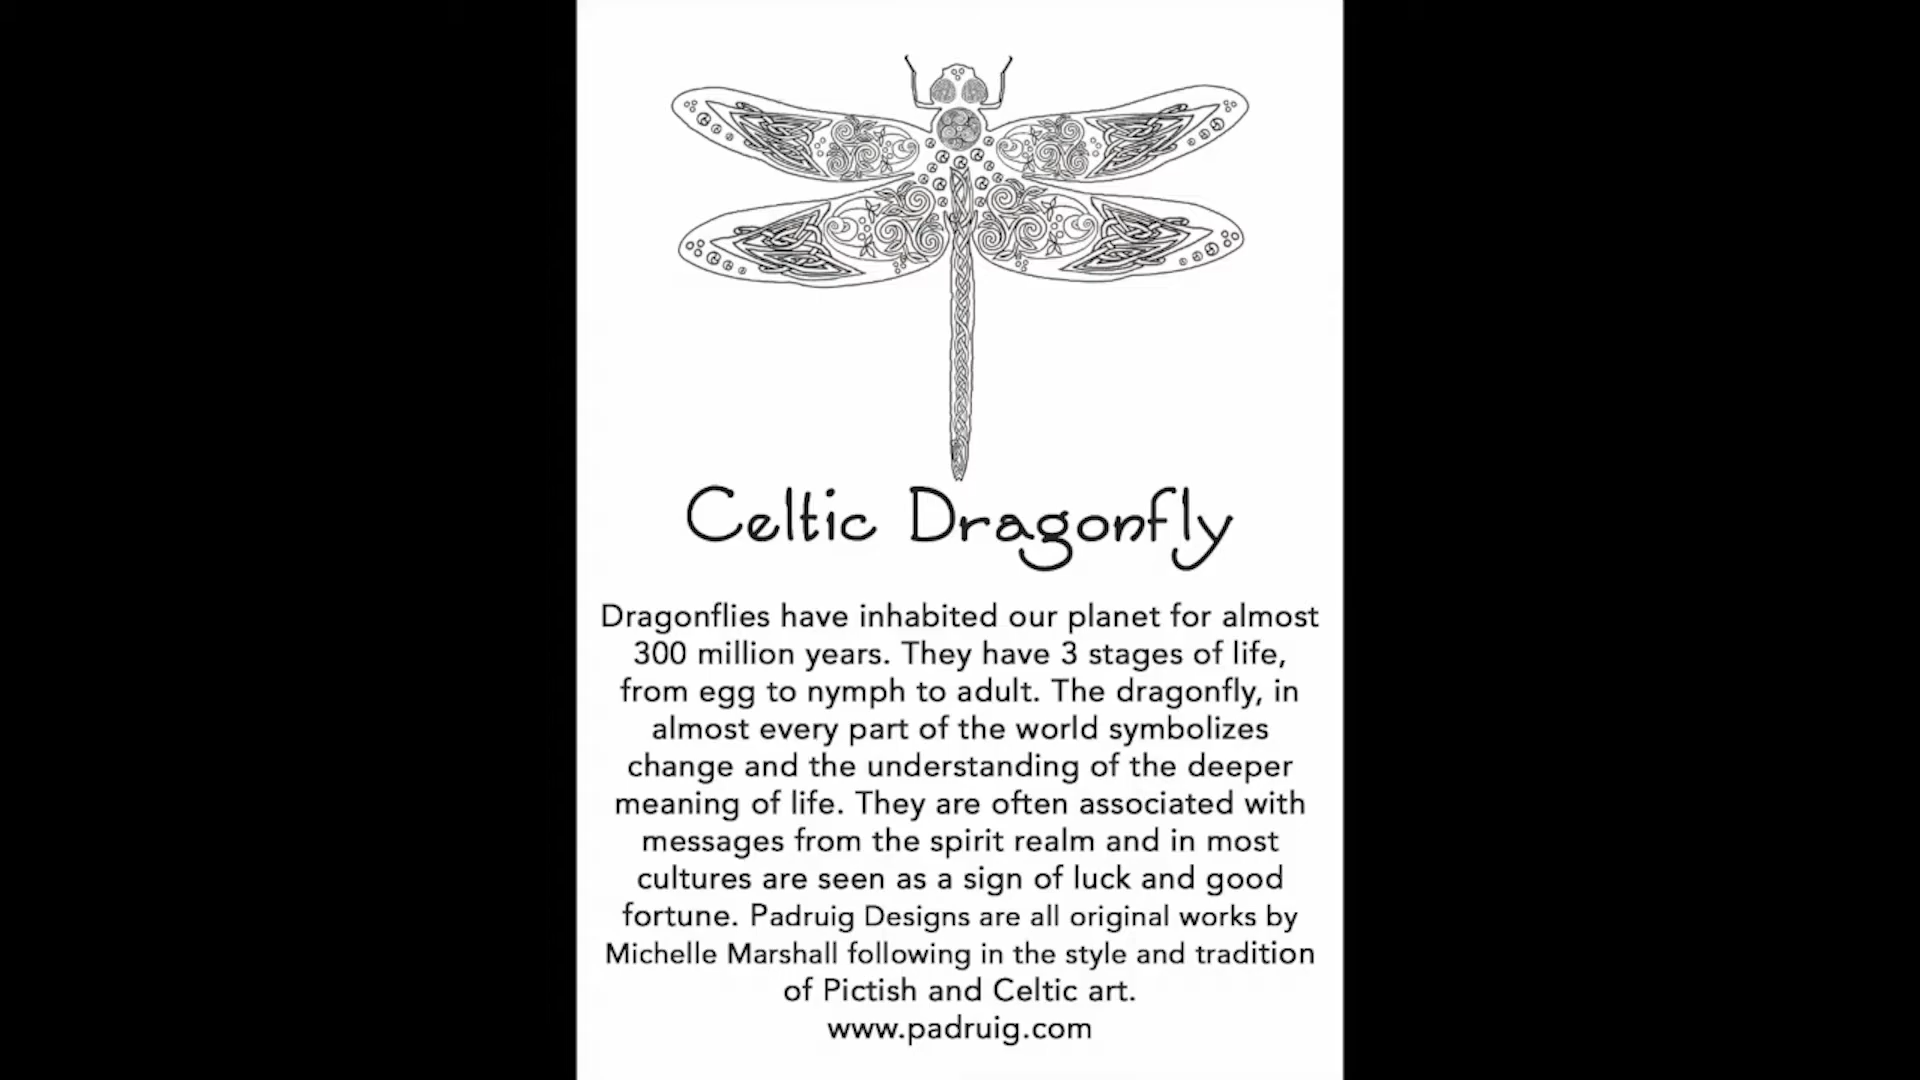 Celtic Dragonfly
Dragonflies have inhabited our planet for almost
300 million years. They have 3 stages of life,
from egg to nymph to adult. The dragonfly, in
almost every part of the world symbolizes
change and the understanding of the deeper
meaning of life. They are often associated with
messages from the spirit realm and in most
cultures are seen as a sign of luck and good
fortune. Padruig Designs are all original works by
Michelle Marshall following in the style and tradition
of Pictish and Celtic art.
www.padruig.com